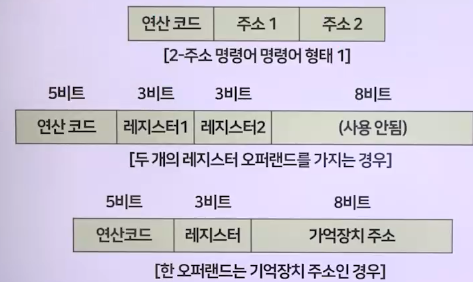 연산 코드 주소 1 주소 2
[2-주소 명령어 명령어 형태 1]
5비트 3비트 3비트 8비트
연산 코드 레지스터1 레지스터2 (사용 안됨)
[두 개의 레지스터 오퍼랜드를 가지는 경우]
5비트 3비트 8비트
연산코드 레지스터 기억장치 주소
[한 오퍼랜드는 기억장치 주소인 경우]